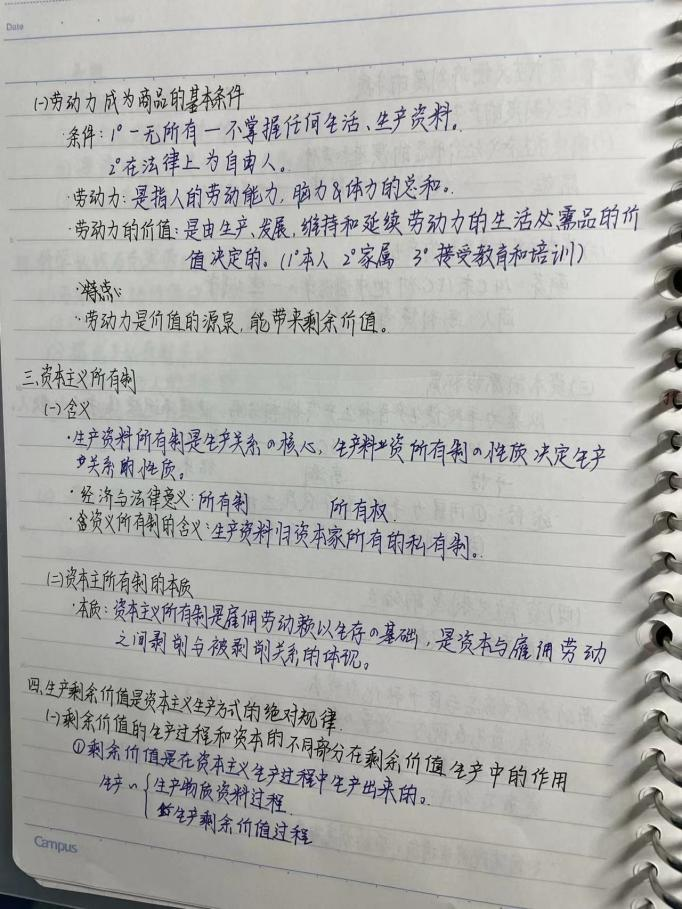 Date
(一)劳动力成为商品的基本条件
·条件:1°一无所有一不掌握任何生活、生产资料。
2°在法律上为自由人。
·劳动力:是指人的劳动能力,脑力&体力的总和。
·劳动力的价值:是由生产、发展、维持和延续劳动力的生活必需品的价
值决定的。(1°本人 2°家属 3°接受教育和培训)
·特点:
·劳动力是价值的源泉,能带来剩余价值。
三、资本主义所有制
(一)含义
·生产资料所有制是生产关系の核心,生产料资所有制の性质决定生产
关系的性质。
·经济与法律意义:所有制 所有权.
·资义所有制的含义:生产资料归资本家所有的私有制。
(二)资本主所有制的本质
·本质:资本主义所有制是雇佣劳动赖以生存の基础,是资本与雇佣劳动
之间剥削与被剥削关系的体现。
四、生产剩余价值是资本主义生产方式的绝对规律.
(一)剩余价值的生产过程和资本的不同部分在剩余价值生产中的作用
①剩余价值是在资本主义生产过程中生产出来的。
生产 { 生产物质资料过程.
生产剩余价值过程
Campus